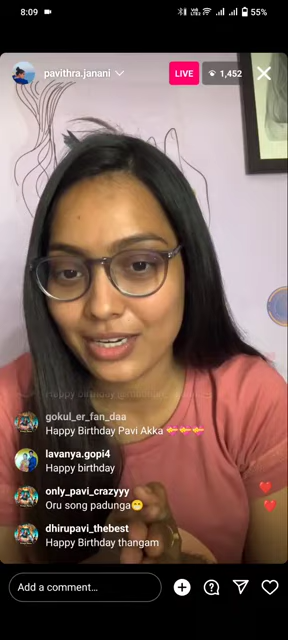 8:09
55%
pavithra.janani
LIVE
1,452
gokul_er_fan_daa
Happy Birthday Pavi Akka 💝💝💝
lavanya.gopi4
Happy birthday
only_pavi_crazyyy
Oru song padunga😁
dhirupavi_thebest
Happy Birthday thangam
Add a comment...